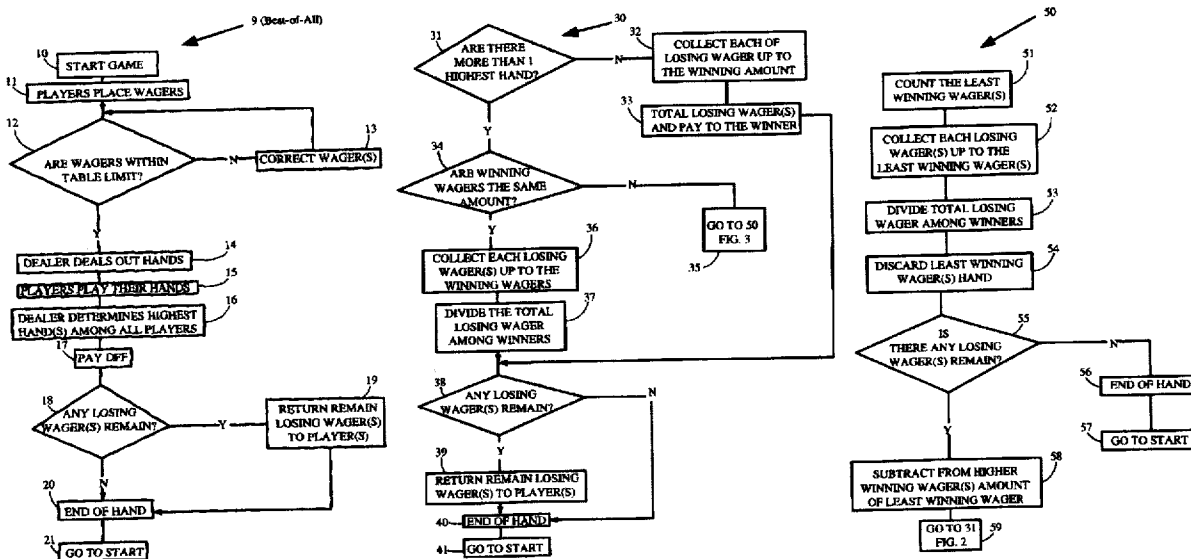 9 (Best-of-All)
10
START GAME
11
PLAYERS PLACE WAGERS
12
ARE WAGERS WITHIN
TABLE LIMIT?
N
13
CORRECT WAGER(S)
Y
14
DEALER DEALS OUT HANDS
15
PLAYERS PLAY THEIR HANDS
16
DEALER DETERMINES HIGHEST
HAND(S) AMONG ALL PLAYERS
17
PAY OFF
18
ANY LOSING
WAGER(S) REMAIN?
Y
19
RETURN REMAIN
LOSING WAGER(S)
TO PLAYER(S)
N
20
END OF HAND
21
GO TO START
30
31
ARE THERE
MORE THAN 1
HIGHEST HAND?
N
32
COLLECT EACH OF
LOSING WAGER UP TO
THE WINNING AMOUNT
33
TOTAL LOSING WAGER(S)
AND PAY TO THE WINNER
Y
34
ARE WINNING
WAGERS THE SAME
AMOUNT?
N
GO TO 50
FIG. 3
35
Y
36
COLLECT EACH LOSING
WAGER(S) UP TO THE
WINNING WAGERS
37
DIVIDE THE TOTAL
LOSING WAGER
AMONG WINNERS
38
ANY LOSING
WAGER(S) REMAIN?
N
Y
39
RETURN REMAIN LOSING
WAGER(S) TO PLAYER(S)
40
END OF HAND
41
GO TO START
50
51
COUNT THE LEAST
WINNING WAGER(S)
52
COLLECT EACH LOSING
WAGER(S) UP TO THE
LEAST WINNING WAGER(S)
53
DIVIDE TOTAL LOSING
WAGER AMONG WINNERS
54
DISCARD LEAST WINNING
WAGER(S) HAND
55
IS
THERE ANY LOSING
WAGER(S) REMAIN?
N
56
END OF HAND
57
GO TO START
Y
58
SUBTRACT FROM HIGHER
WINNING WAGER(S) AMOUNT
OF LEAST WINNING WAGER
GO TO 31
FIG. 2
59